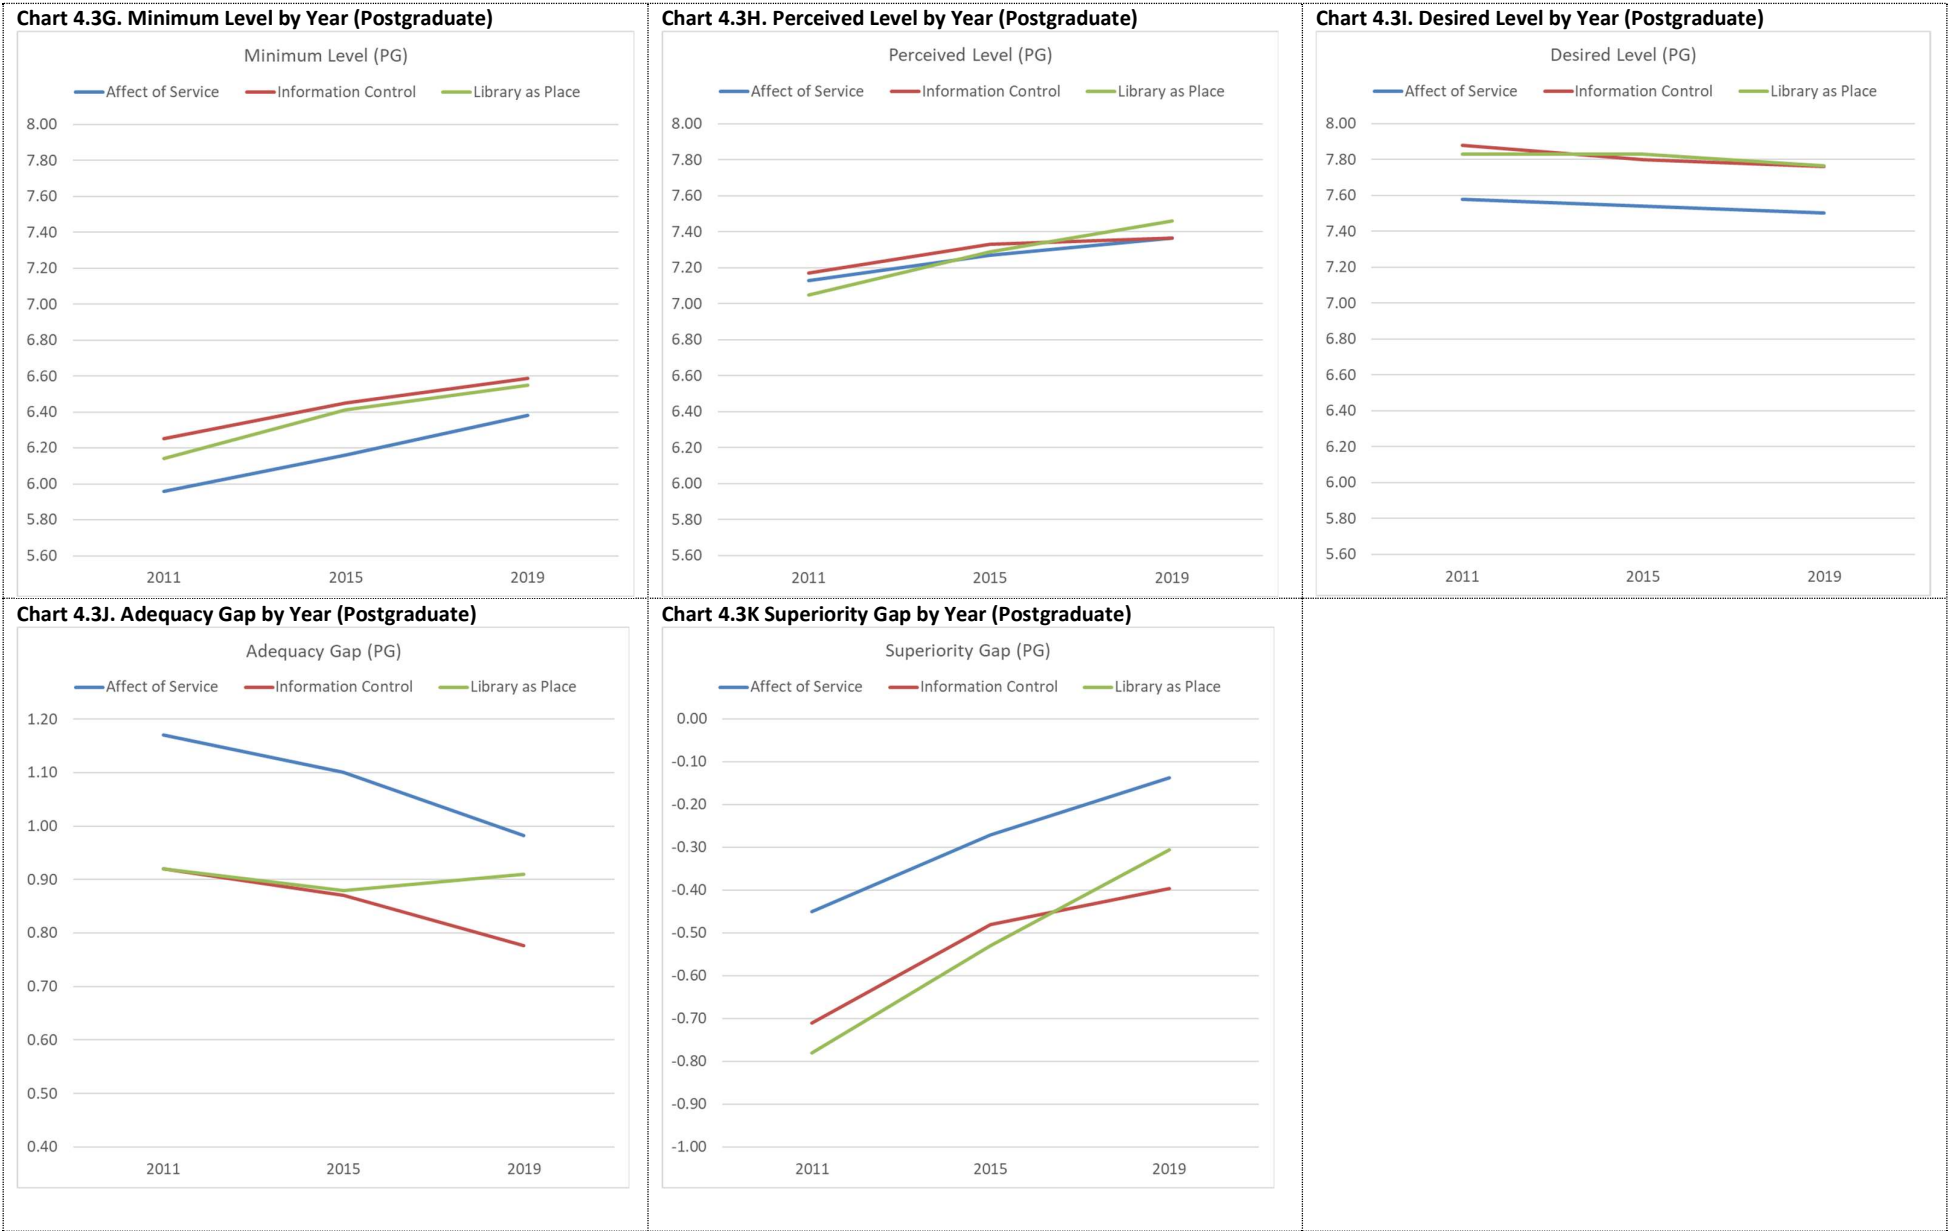 Chart 4.3G. Minimum Level by Year (Postgraduate)
Minimum Level (PG)
Affect of Service Information Control Library as Place
8.00
7.80
7.60
7.40
7.20
7.00
6.80
6.60
6.40
6.20
6.00
5.80
5.60
2011 2015 2019
Chart 4.3H. Perceived Level by Year (Postgraduate)
Perceived Level (PG)
Affect of Service Information Control Library as Place
8.00
7.80
7.60
7.40
7.20
7.00
6.80
6.60
6.40
6.20
6.00
5.80
5.60
2011 2015 2019
Chart 4.3I. Desired Level by Year (Postgraduate)
Desired Level (PG)
Affect of Service Information Control Library as Place
8.00
7.80
7.60
7.40
7.20
7.00
6.80
6.60
6.40
6.20
6.00
5.80
5.60
2011 2015 2019
Chart 4.3J. Adequacy Gap by Year (Postgraduate)
Adequacy Gap (PG)
Affect of Service Information Control Library as Place
1.20
1.10
1.00
0.90
0.80
0.70
0.60
0.50
0.40
2011 2015 2019
Chart 4.3K Superiority Gap by Year (Postgraduate)
Superiority Gap (PG)
Affect of Service Information Control Library as Place
0.00
-0.10
-0.20
-0.30
-0.40
-0.50
-0.60
-0.70
-0.80
-0.90
-1.00
2011 2015 2019